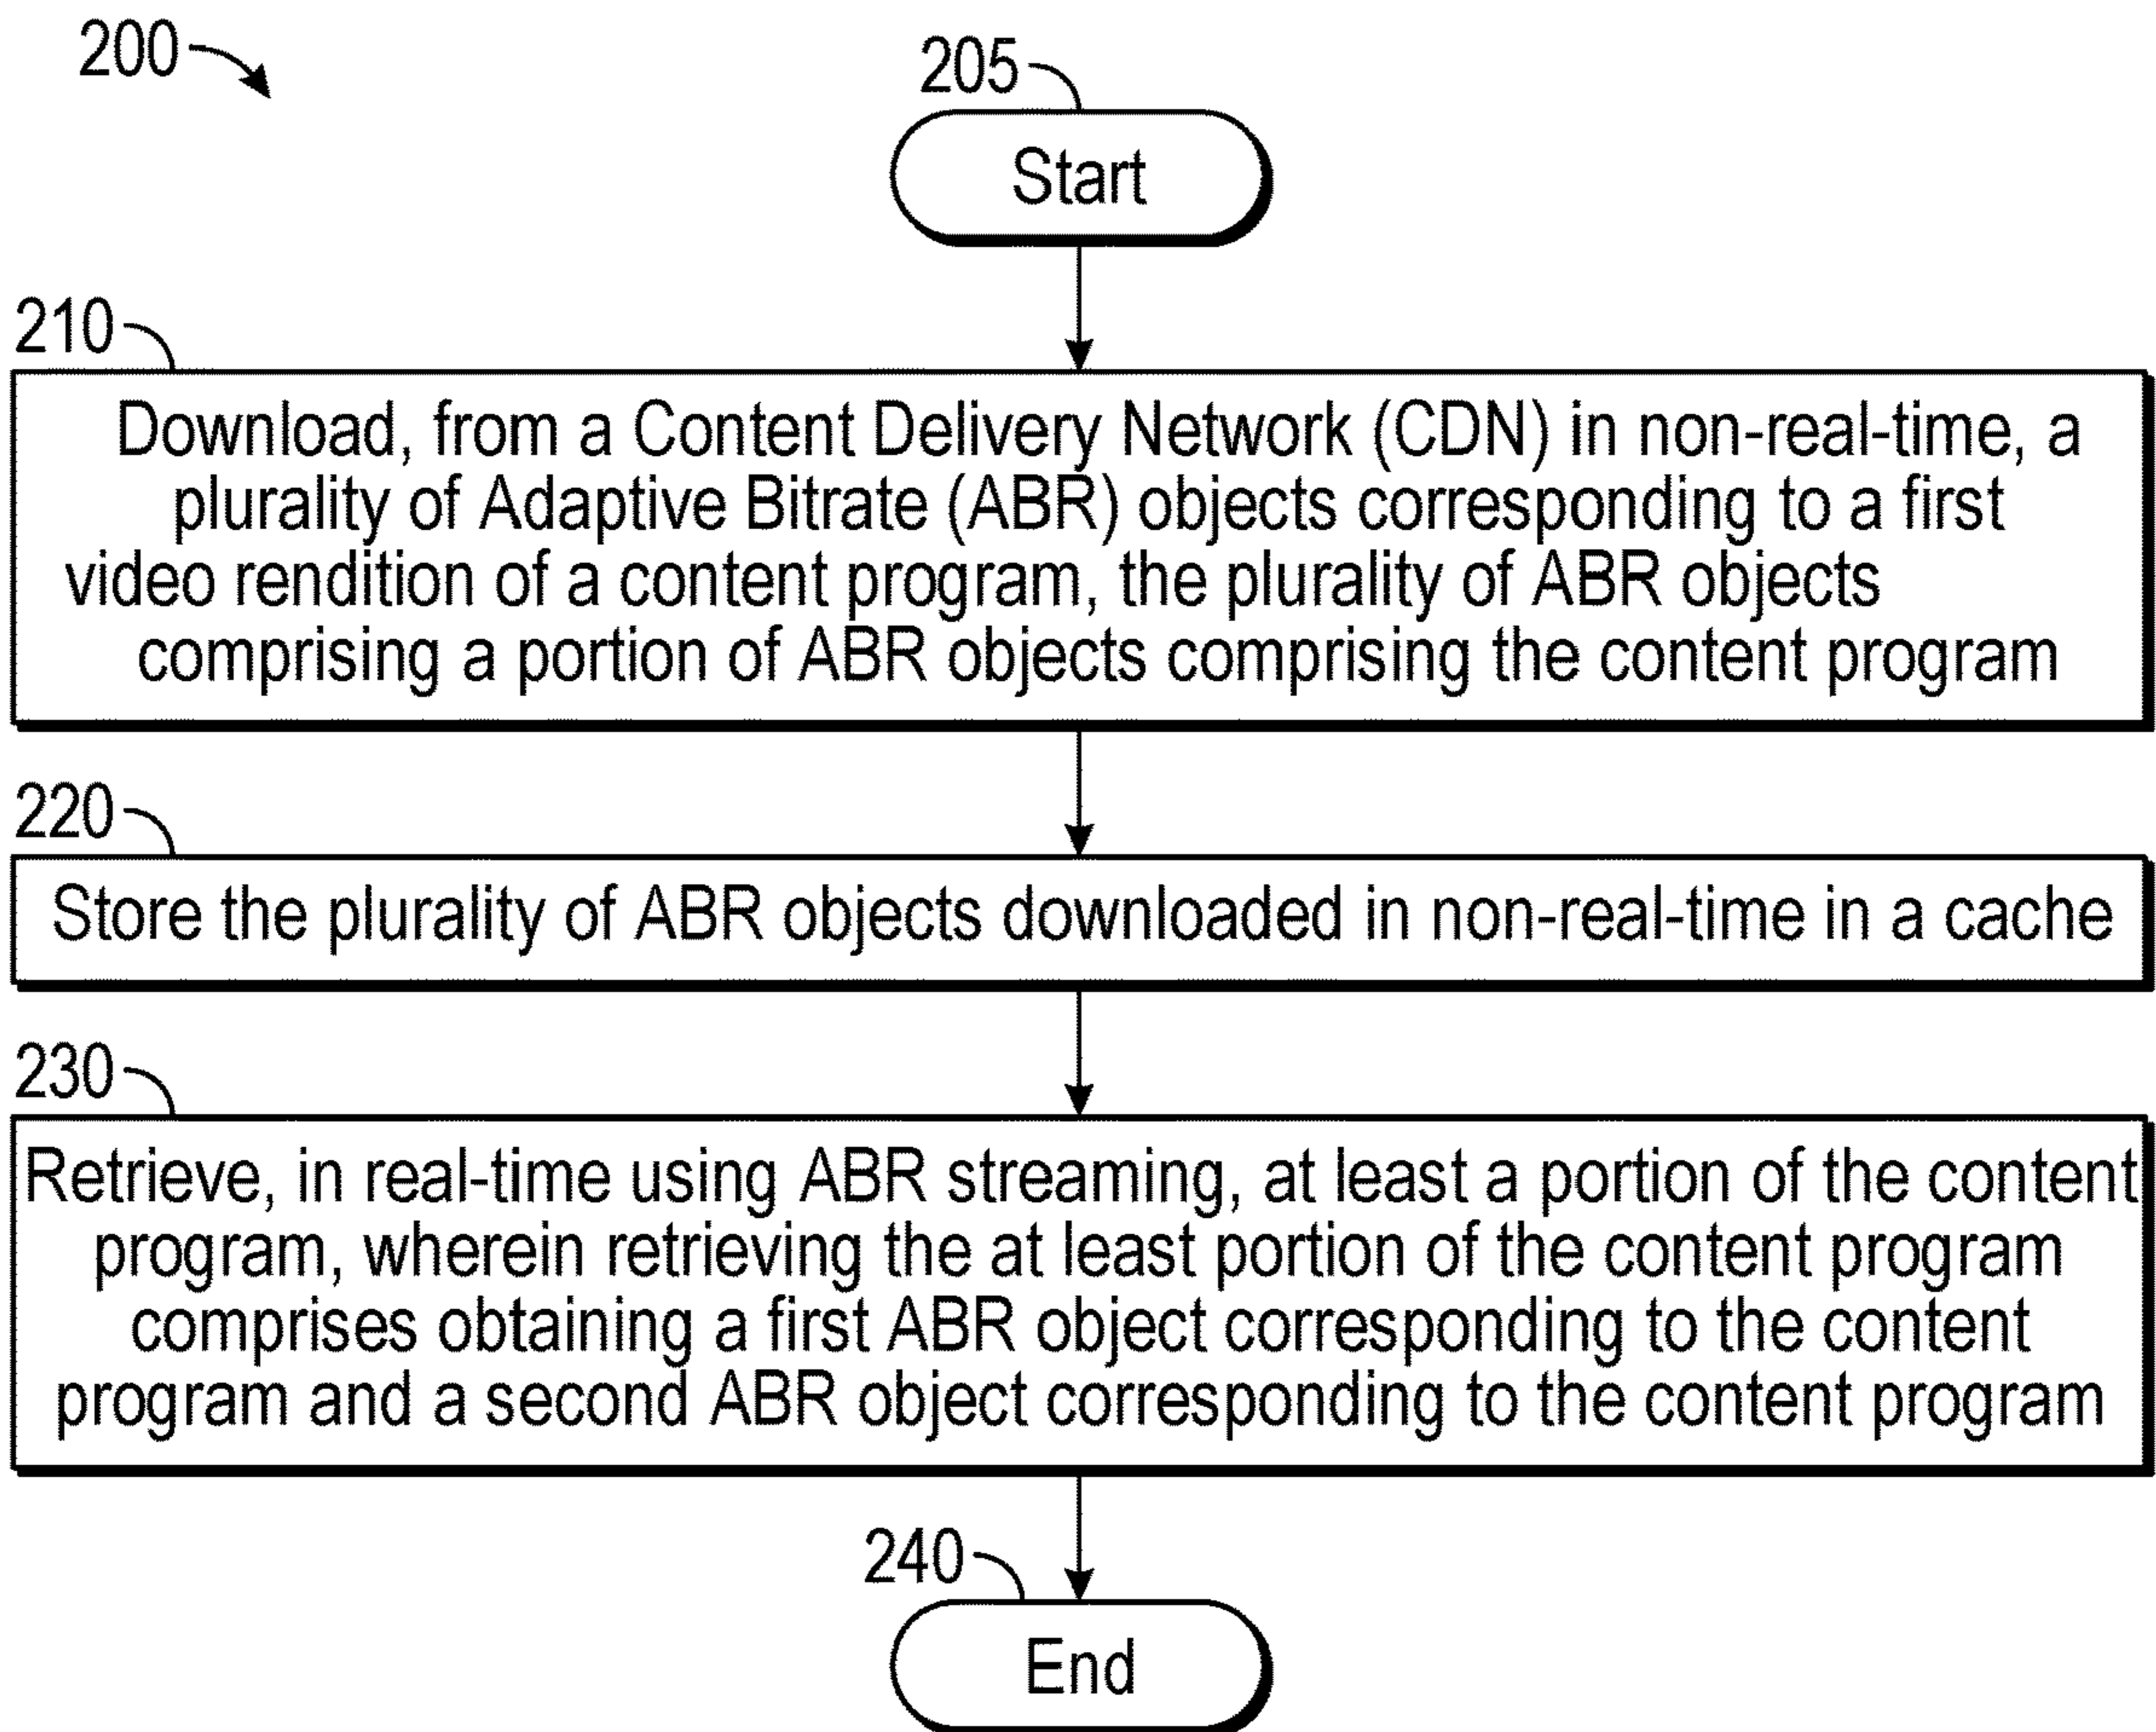 200
205
Start
210
Download, from a Content Delivery Network (CDN) in non-real-time, a
plurality of Adaptive Bitrate (ABR) objects corresponding to a first
video rendition of a content program, the plurality of ABR objects
comprising a portion of ABR objects comprising the content program
220
Store the plurality of ABR objects downloaded in non-real-time in a cache
230
Retrieve, in real-time using ABR streaming, at least a portion of the content
program, wherein retrieving the at least portion of the content program
comprises obtaining a first ABR object corresponding to the content
program and a second ABR object corresponding to the content program
240
End